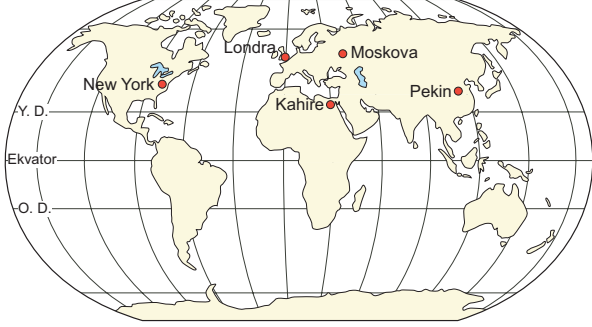 Londra
Moskova
New York
Pekin
Kahire
Y. D.
Ekvator
O. D.